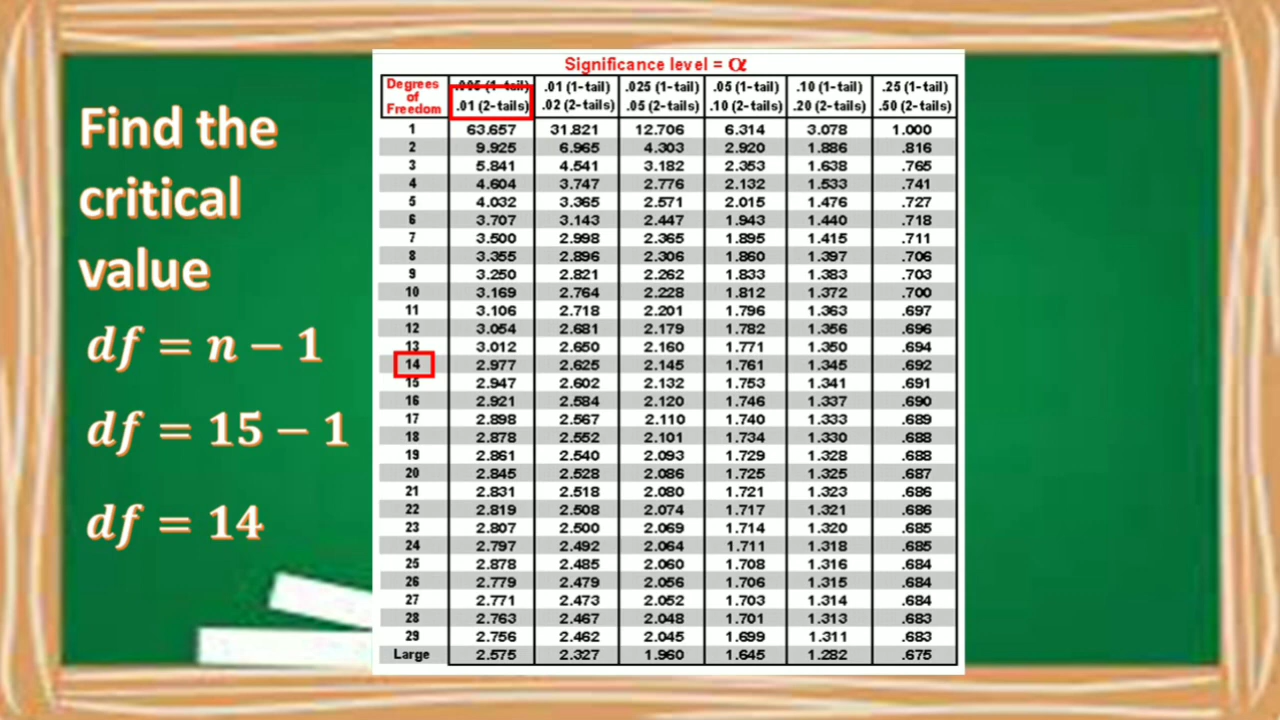 Find the
critical
value
df = n − 1
df = 15 − 1
df = 14
Significance level = α
Degrees of Freedom .005 (1-tail) .01 (2-tails) .01 (1-tail) .02 (2-tails) .025 (1-tail) .05 (2-tails) .05 (1-tail) .10 (2-tails) .10 (1-tail) .20 (2-tails) .25 (1-tail) .50 (2-tails)
1 63.657 31.821 12.706 6.314 3.078 1.000
2 9.925 6.965 4.303 2.920 1.886 .816
3 5.841 4.541 3.182 2.353 1.638 .765
4 4.604 3.747 2.776 2.132 1.533 .741
5 4.032 3.365 2.571 2.015 1.476 .727
6 3.707 3.143 2.447 1.943 1.440 .718
7 3.500 2.998 2.365 1.895 1.415 .711
8 3.355 2.896 2.306 1.860 1.397 .706
9 3.250 2.821 2.262 1.833 1.383 .703
10 3.169 2.764 2.228 1.812 1.372 .700
11 3.106 2.718 2.201 1.796 1.363 .697
12 3.054 2.681 2.179 1.782 1.356 .696
13 3.012 2.650 2.160 1.771 1.350 .694
14 2.977 2.625 2.145 1.761 1.345 .692
15 2.947 2.602 2.132 1.753 1.341 .691
16 2.921 2.584 2.120 1.746 1.337 .690
17 2.898 2.567 2.110 1.740 1.333 .689
18 2.878 2.552 2.101 1.734 1.330 .688
19 2.861 2.540 2.093 1.729 1.328 .688
20 2.845 2.528 2.086 1.725 1.325 .687
21 2.831 2.518 2.080 1.721 1.323 .686
22 2.819 2.508 2.074 1.717 1.321 .686
23 2.807 2.500 2.069 1.714 1.320 .685
24 2.797 2.492 2.064 1.711 1.318 .685
25 2.878 2.485 2.060 1.708 1.316 .684
26 2.779 2.479 2.056 1.706 1.315 .684
27 2.771 2.473 2.052 1.703 1.314 .684
28 2.763 2.467 2.048 1.701 1.313 .683
29 2.756 2.462 2.045 1.699 1.311 .683
Large 2.575 2.327 1.960 1.645 1.282 .675